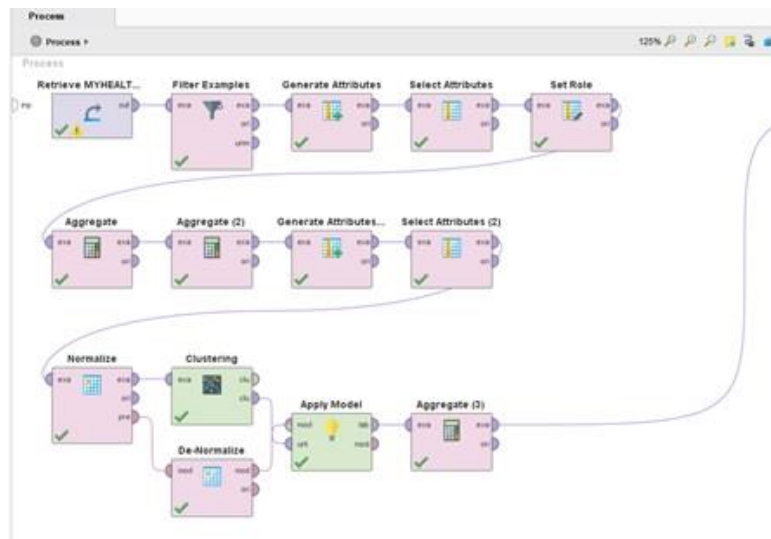 Process
Process
125%
Process
Retrieve MYHEALT... Filter Examples Generate Attributes Select Attributes Set Role
inp out exa exa exa exa exa exa exa exa
ori ori ori ori
unm
Aggregate Aggregate (2) Generate Attributes... Select Attributes (2)
exa exa exa exa exa exa exa exa
ori ori ori ori
Normalize Clustering
exa exa exa clu
ori clu
pre
Apply Model Aggregate (3)
mod lab exa exa
unl mod ori
De-Normalize
mod mod
ori